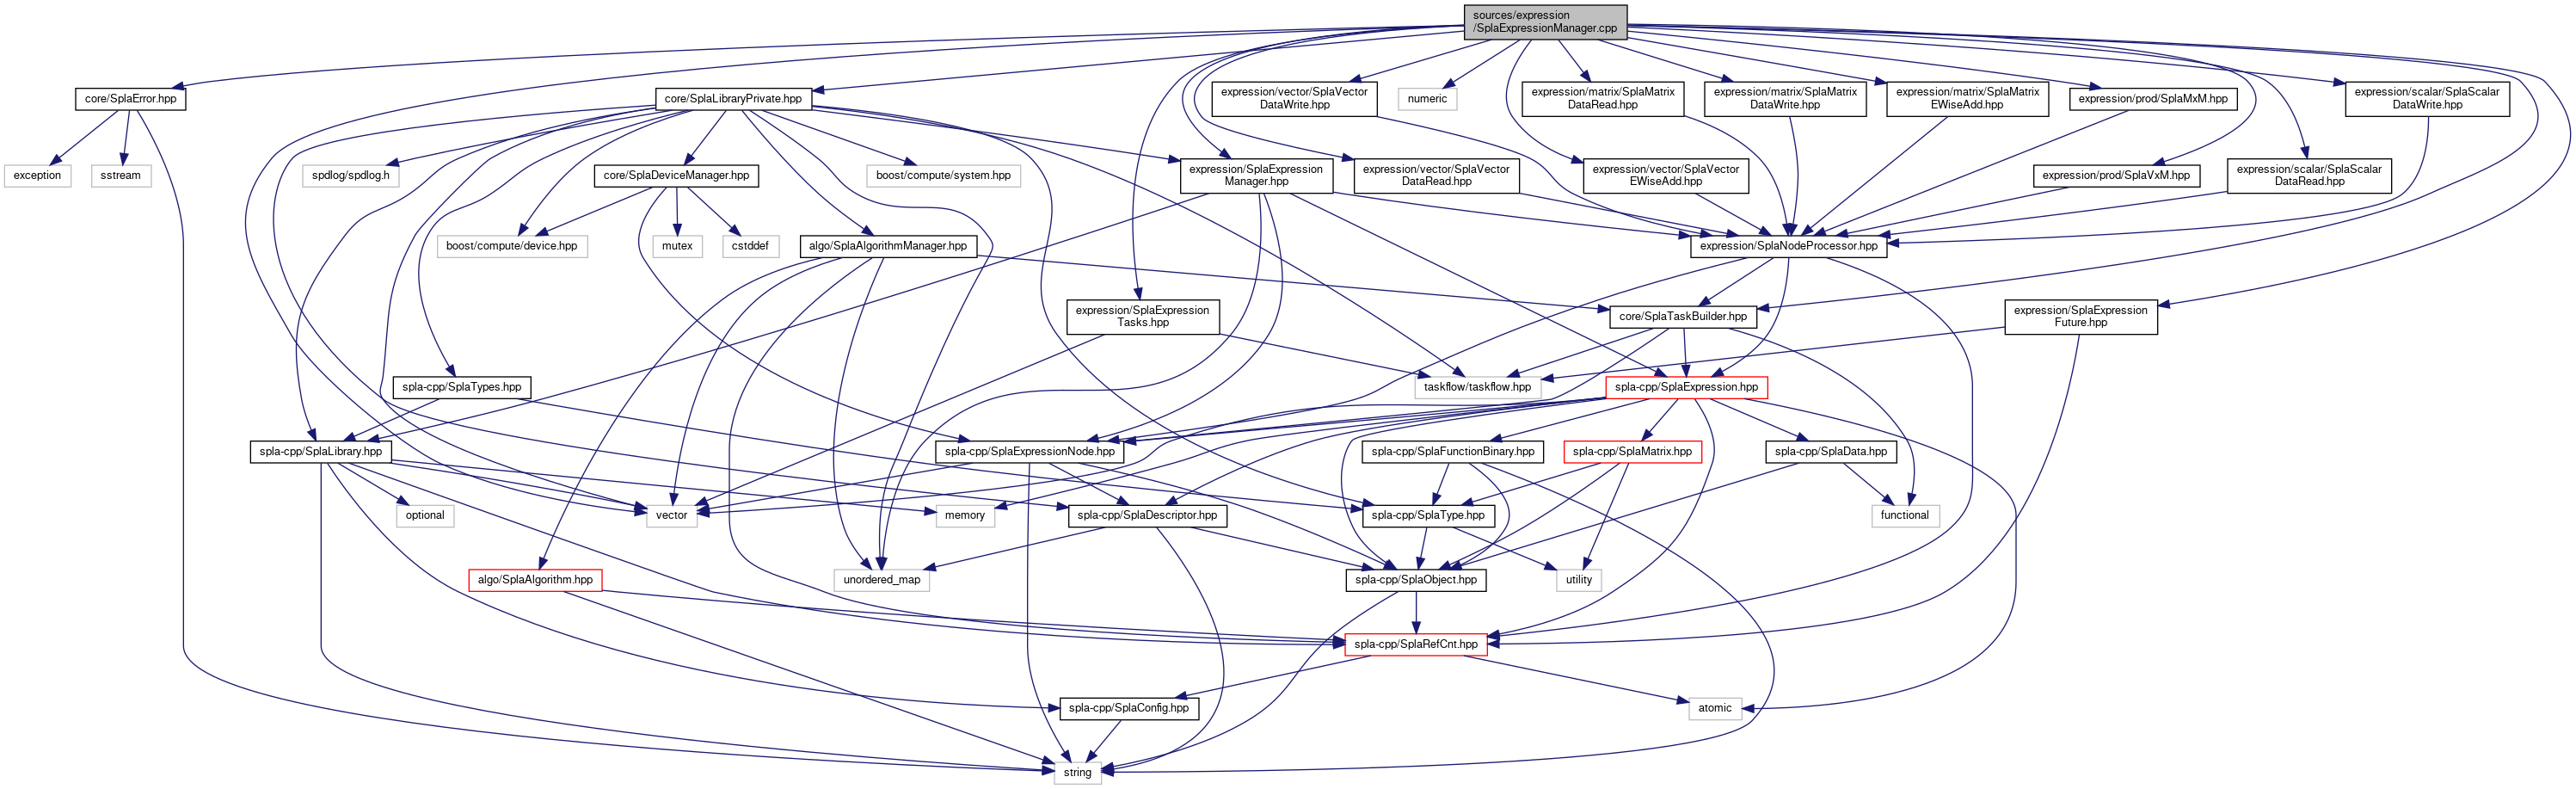 sources/expression
/SplaExpressionManager.cpp
core/SplaError.hpp
core/SplaLibraryPrivate.hpp
expression/vector/SplaVector
DataWrite.hpp
numeric
expression/matrix/SplaMatrix
DataRead.hpp
expression/matrix/SplaMatrix
DataWrite.hpp
expression/matrix/SplaMatrix
EWiseAdd.hpp
expression/prod/SplaMxM.hpp
expression/scalar/SplaScalar
DataWrite.hpp
exception
sstream
spdlog/spdlog.h
core/SplaDeviceManager.hpp
boost/compute/system.hpp
expression/SplaExpression
Manager.hpp
expression/vector/SplaVector
DataRead.hpp
expression/vector/SplaVector
EWiseAdd.hpp
expression/prod/SplaVxM.hpp
expression/scalar/SplaScalar
DataRead.hpp
boost/compute/device.hpp
mutex
cstddef
algo/SplaAlgorithmManager.hpp
expression/SplaNodeProcessor.hpp
expression/SplaExpression
Tasks.hpp
core/SplaTaskBuilder.hpp
expression/SplaExpression
Future.hpp
spla-cpp/SplaTypes.hpp
taskflow/taskflow.hpp
spla-cpp/SplaExpression.hpp
spla-cpp/SplaLibrary.hpp
spla-cpp/SplaExpressionNode.hpp
spla-cpp/SplaFunctionBinary.hpp
spla-cpp/SplaMatrix.hpp
spla-cpp/SplaData.hpp
optional
vector
memory
spla-cpp/SplaDescriptor.hpp
spla-cpp/SplaType.hpp
functional
algo/SplaAlgorithm.hpp
unordered_map
spla-cpp/SplaObject.hpp
utility
spla-cpp/SplaRefCnt.hpp
spla-cpp/SplaConfig.hpp
atomic
string